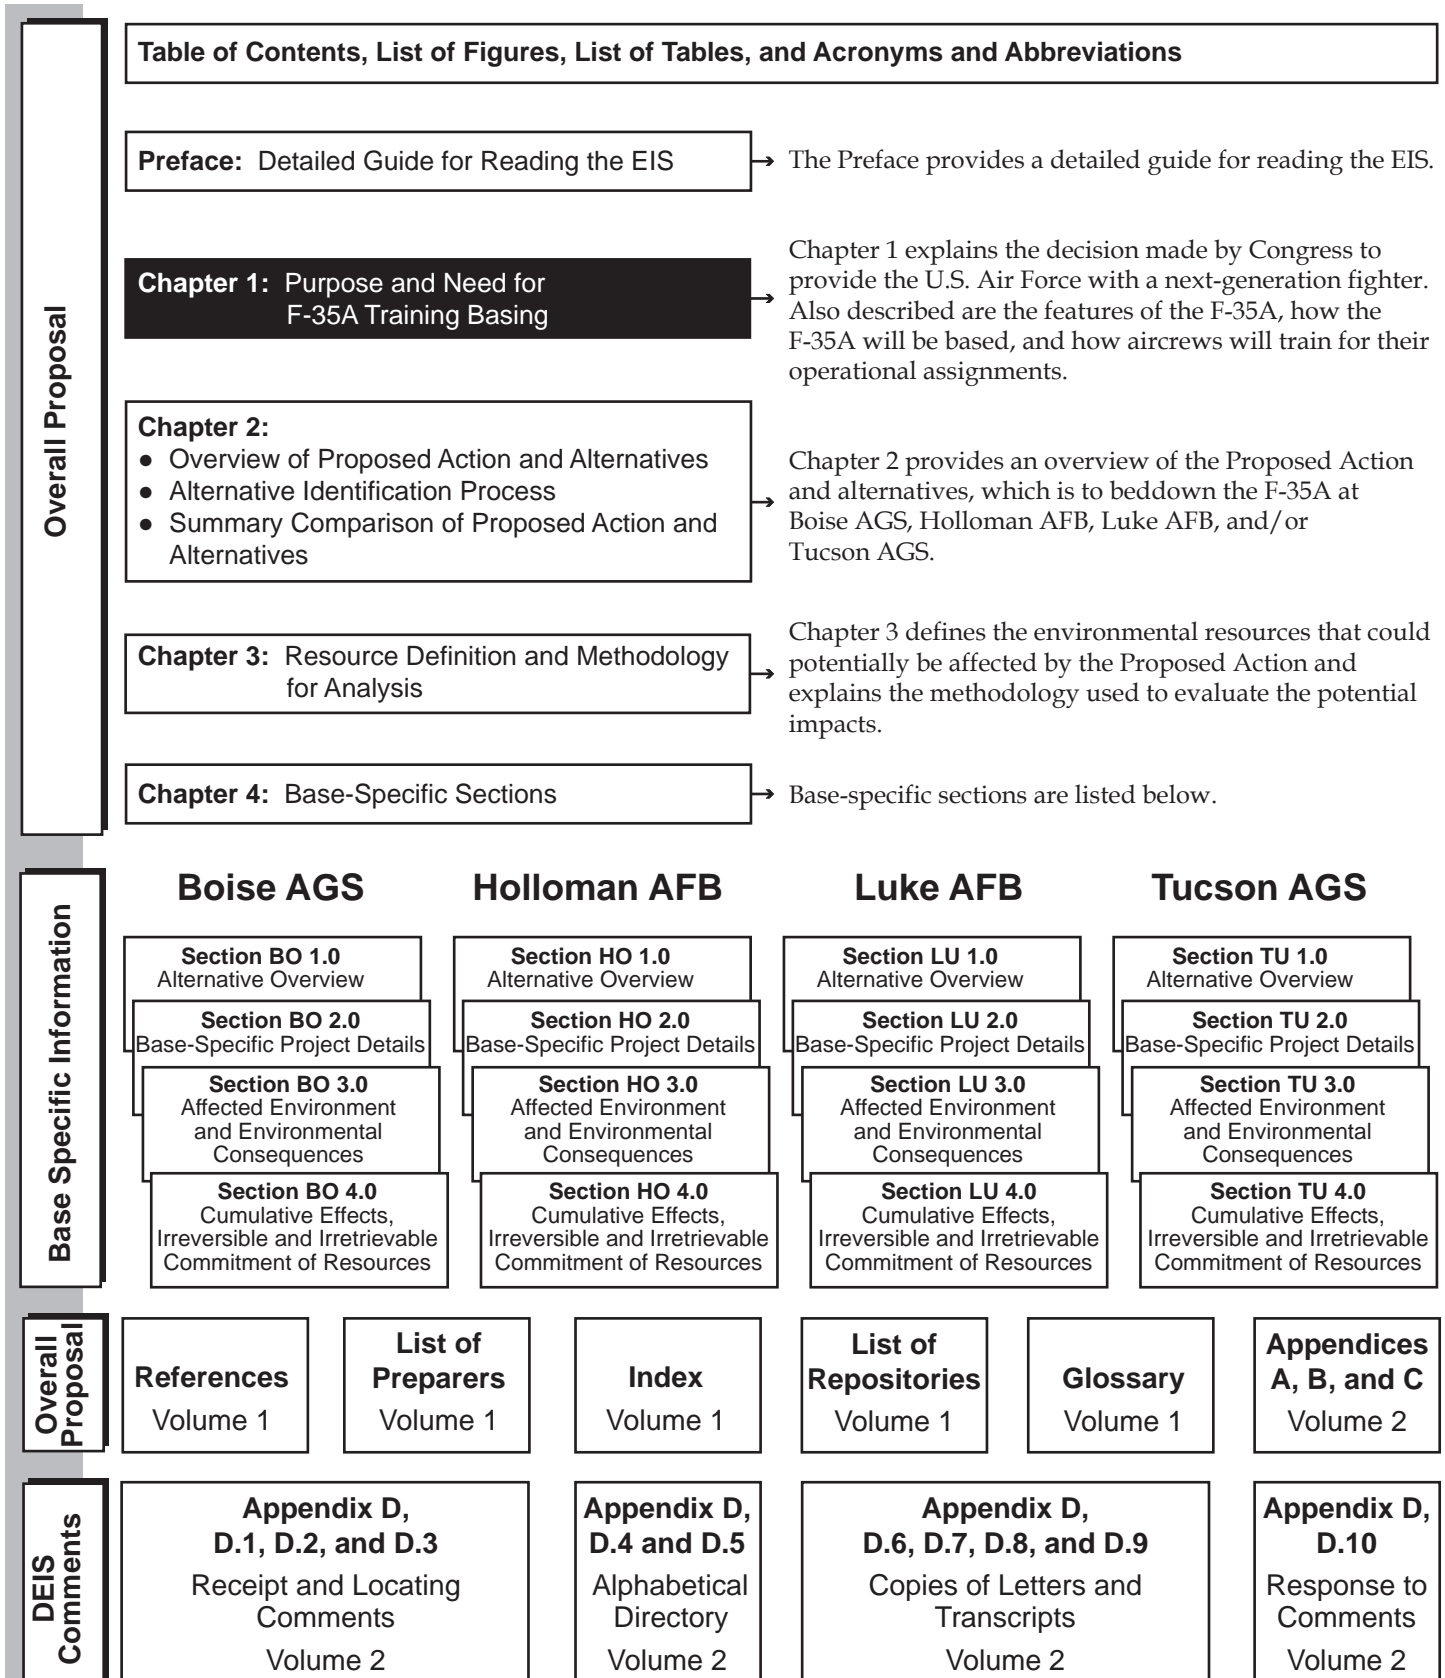 Overall Proposal
Table of Contents, List of Figures, List of Tables, and Acronyms and Abbreviations
Preface: Detailed Guide for Reading the EIS
The Preface provides a detailed guide for reading the EIS.
Chapter 1: Purpose and Need for
F-35A Training Basing
Chapter 1 explains the decision made by Congress to
provide the U.S. Air Force with a next-generation fighter.
Also described are the features of the F-35A, how the
F-35A will be based, and how aircrews will train for their
operational assignments.
Chapter 2:
● Overview of Proposed Action and Alternatives
● Alternative Identification Process
● Summary Comparison of Proposed Action and
Alternatives
Chapter 2 provides an overview of the Proposed Action
and alternatives, which is to beddown the F-35A at
Boise AGS, Holloman AFB, Luke AFB, and/or
Tucson AGS.
Chapter 3: Resource Definition and Methodology
for Analysis
Chapter 3 defines the environmental resources that could
potentially be affected by the Proposed Action and
explains the methodology used to evaluate the potential
impacts.
Chapter 4: Base-Specific Sections
Base-specific sections are listed below.
Base Specific Information
Boise AGS
Section BO 1.0
Alternative Overview
Section BO 2.0
Base-Specific Project Details
Section BO 3.0
Affected Environment
and Environmental
Consequences
Section BO 4.0
Cumulative Effects,
Irreversible and Irretrievable
Commitment of Resources
Holloman AFB
Section HO 1.0
Alternative Overview
Section HO 2.0
Base-Specific Project Details
Section HO 3.0
Affected Environment
and Environmental
Consequences
Section HO 4.0
Cumulative Effects,
Irreversible and Irretrievable
Commitment of Resources
Luke AFB
Section LU 1.0
Alternative Overview
Section LU 2.0
Base-Specific Project Details
Section LU 3.0
Affected Environment
and Environmental
Consequences
Section LU 4.0
Cumulative Effects,
Irreversible and Irretrievable
Commitment of Resources
Tucson AGS
Section TU 1.0
Alternative Overview
Section TU 2.0
Base-Specific Project Details
Section TU 3.0
Affected Environment
and Environmental
Consequences
Section TU 4.0
Cumulative Effects,
Irreversible and Irretrievable
Commitment of Resources
Overall
Proposal
References
Volume 1
List of
Preparers
Volume 1
Index
Volume 1
List of
Repositories
Volume 1
Glossary
Volume 1
Appendices
A, B, and C
Volume 2
DEIS
Comments
Appendix D,
D.1, D.2, and D.3
Receipt and Locating
Comments
Volume 2
Appendix D,
D.4 and D.5
Alphabetical
Directory
Volume 2
Appendix D,
D.6, D.7, D.8, and D.9
Copies of Letters and
Transcripts
Volume 2
Appendix D,
D.10
Response to
Comments
Volume 2